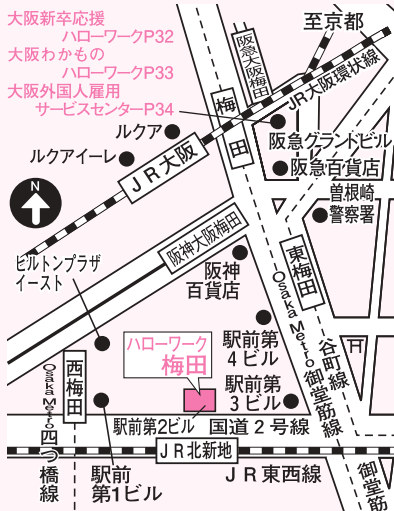 大阪新卒応援
ハローワークP32
大阪わかもの
ハローワークP33
大阪外国人雇用
サービスセンターP34
至京都
阪急大阪梅田
JR大阪環状線
梅田
ルクア
ルクアイーレ
JR大阪
阪急グランドビル
阪急百貨店
曽根崎
警察署
N
阪神大阪梅田
東梅田
ヒルトンプラザ
イースト
阪神
百貨店
Osaka Metro 御堂筋線
谷町線
ハローワーク
梅田
駅前第
4ビル
西梅田
Osaka Metro 四つ橋線
駅前第
3ビル
駅前第2ビル
国道2号線
JR北新地
JR東西線
駅前
第1ビル
御堂筋